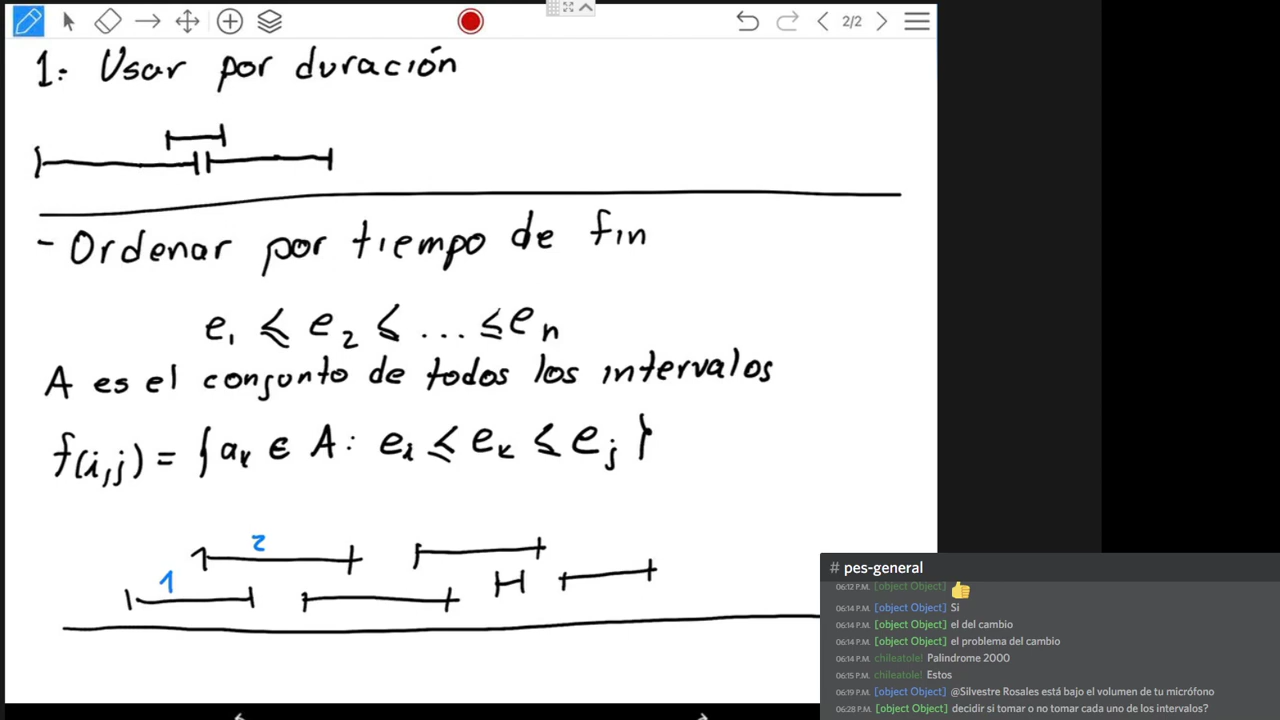 2/2
1. Usar por duración
- Ordenar por tiempo de fin
e₁ ≤ e₂ ≤ ... ≤ eₙ
A es el conjunto de todos los intervalos
f(i,j) = { aₖ ∈ A : eᵢ ≤ eₖ ≤ eⱼ }
2
1
# pes-general
06:12 P.M. [object Object] 👍
06:14 P.M. [object Object] Si
06:14 P.M. [object Object] el del cambio
06:14 P.M. [object Object] el problema del cambio
06:14 P.M. chileatole! Palindrome 2000
06:15 P.M. chileatole! Estos
06:19 P.M. [object Object] @Silvestre Rosales está bajo el volumen de tu micrófono
06:28 P.M. [object Object] decidir si tomar o no tomar cada uno de los intervalos?